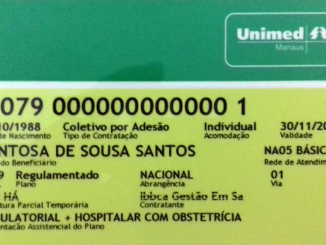 Unimed
Manaus
079 000000000000 1
10/1988 Coletivo por Adesão Individual 30/11/20
de Nascimento Tipo de Contratação Acomodação Validade
NTOSA DE SOUSA SANTOS NA05 BÁSIC
do Beneficiário Rede de Atendim
9 Regulamentado NACIONAL 01
Plano Abrangência Via
HÁ Ibbca Gestão Em Sa
tura Parcial Temporária Contratante
ULATORIAL + HOSPITALAR COM OBSTETRÍCIA
entação Assistencial do Plano